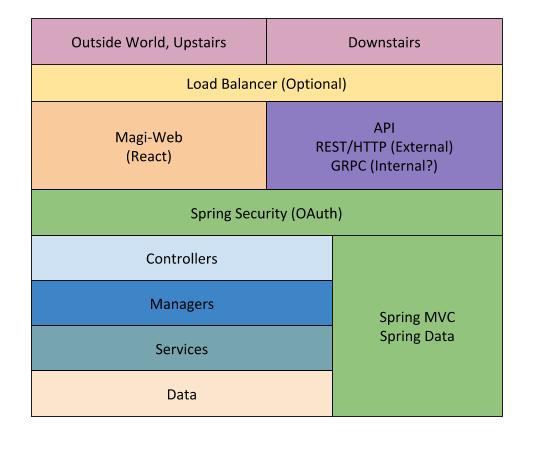 Outside World, Upstairs
Downstairs
Load Balancer (Optional)
Magi-Web
(React)
API
REST/HTTP (External)
GRPC (Internal?)
Spring Security (OAuth)
Controllers
Managers
Services
Data
Spring MVC
Spring Data